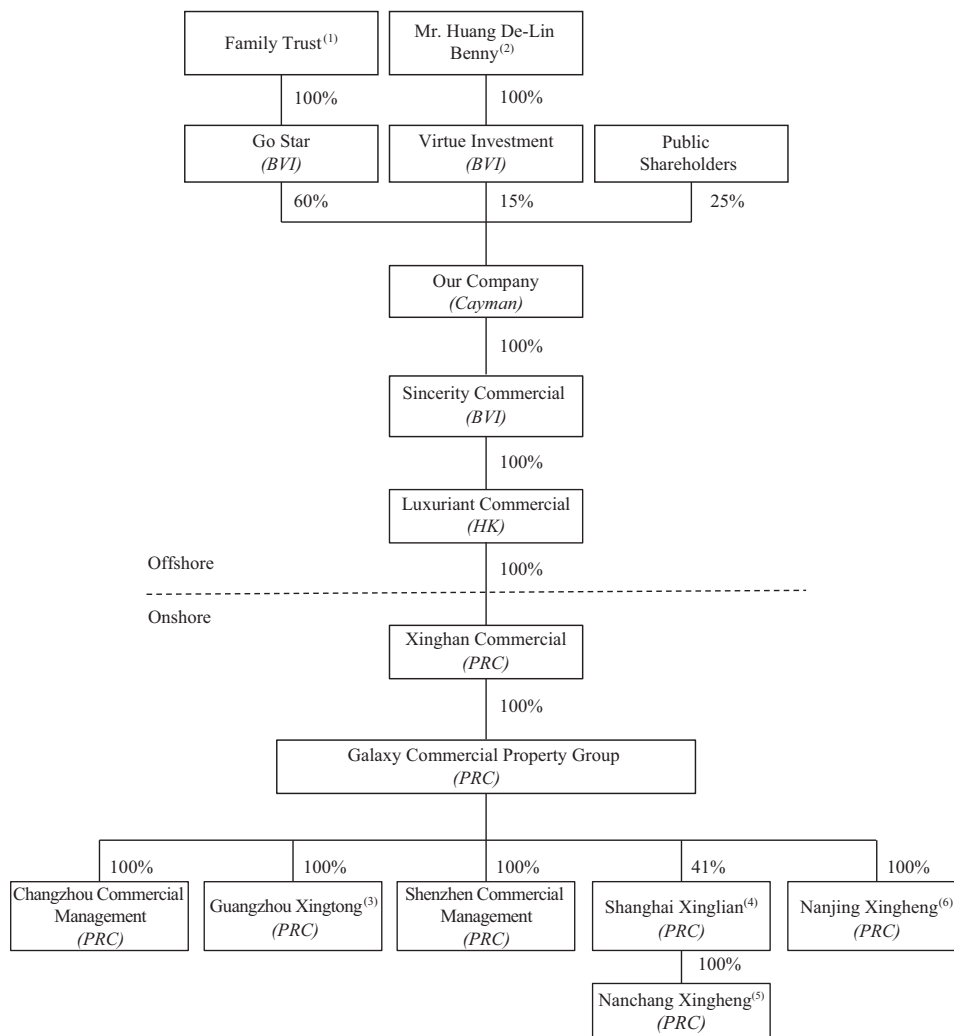 Family Trust(1)
Mr. Huang De-Lin
Benny(2)
100%
100%
Go Star
(BVI)
Virtue Investment
(BVI)
Public
Shareholders
60%
15%
25%
Our Company
(Cayman)
100%
Sincerity Commercial
(BVI)
100%
Luxuriant Commercial
(HK)
Offshore
100%
Onshore
Xinghan Commercial
(PRC)
100%
Galaxy Commercial Property Group
(PRC)
100%
100%
100%
41%
100%
Changzhou Commercial
Management
(PRC)
Guangzhou Xingtong(3)
(PRC)
Shenzhen Commercial
Management
(PRC)
Shanghai Xinglian(4)
(PRC)
Nanjing Xingheng(6)
(PRC)
100%
Nanchang Xingheng(5)
(PRC)